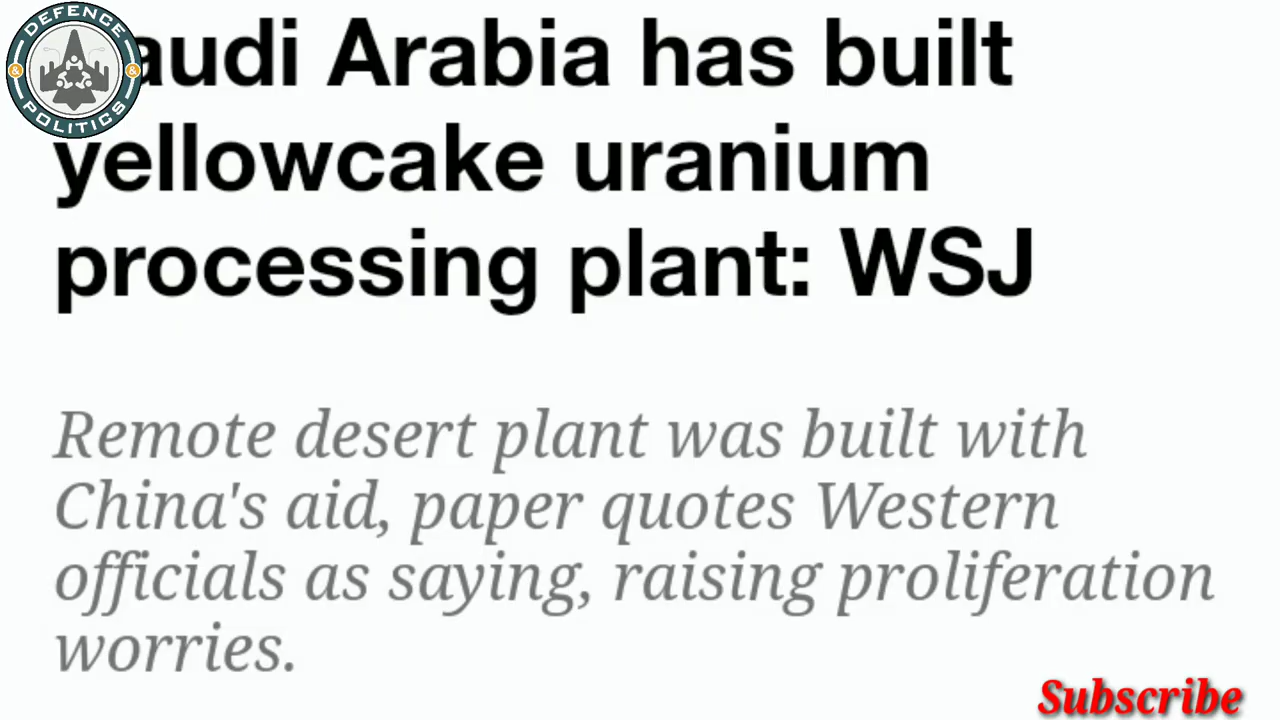 DEFENCE
&
&
POLITICS
audi Arabia has built
yellowcake uranium
processing plant: WSJ
Remote desert plant was built with
China's aid, paper quotes Western
officials as saying, raising proliferation
worries.
Subscribe